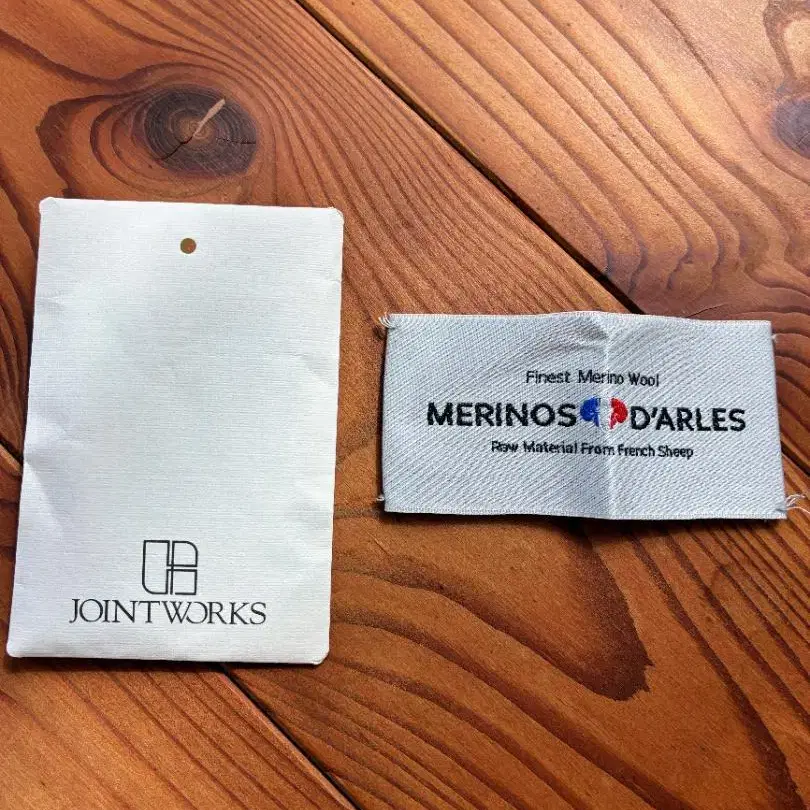 JOINTWORKS
Finest Merino Wool
MERINOS D'ARLES
Raw Material From French Sheep